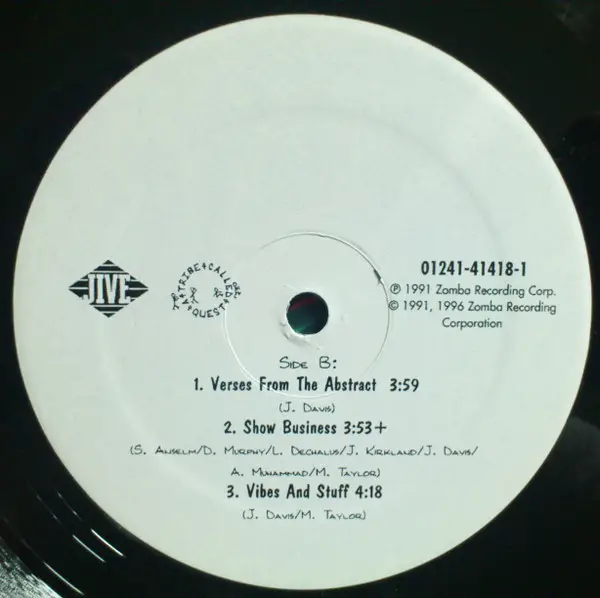 JIVE
A TRIBE CALLED QUEST
01241-41418-1
℗ 1991 Zomba Recording Corp.
© 1991, 1996 Zomba Recording
Corporation
SIDE B:
1. Verses From The Abstract 3:59
(J. DAVIS)
2. Show Business 3:53+
(S. ANSELM/D. MURPHY/L. DECHALUS/J. KIRKLAND/J. DAVIS/
A. MUHAMMAD/M. TAYLOR)
3. Vibes And Stuff 4:18
(J. DAVIS/M. TAYLOR)